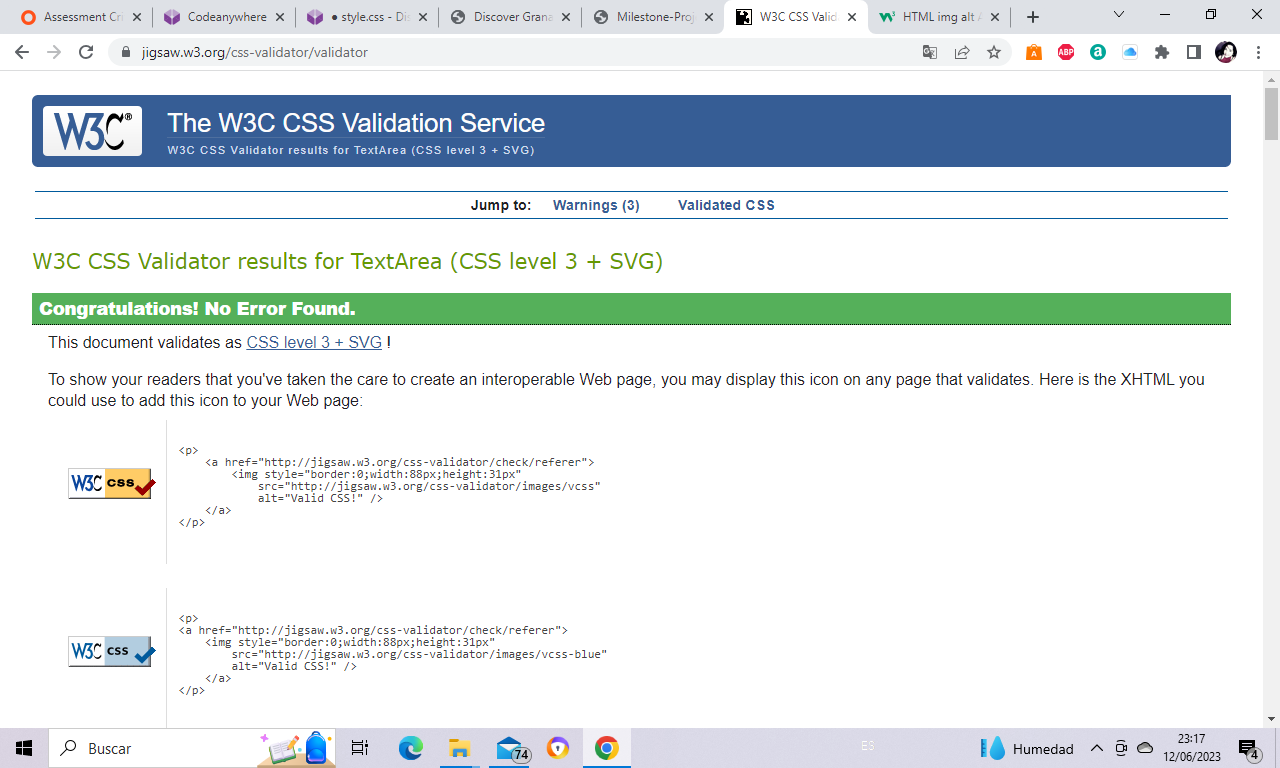 Assessment Cri
Codeanywhere
● style.css - Dis
Discover Grana
Milestone-Proj
W3C CSS Valid
HTML img alt A
jigsaw.w3.org/css-validator/validator
ABP
a
W3C®
The W3C CSS Validation Service
W3C CSS Validator results for TextArea (CSS level 3 + SVG)
Jump to: Warnings (3) Validated CSS
W3C CSS Validator results for TextArea (CSS level 3 + SVG)
Congratulations! No Error Found.
This document validates as CSS level 3 + SVG !
To show your readers that you've taken the care to create an interoperable Web page, you may display this icon on any page that validates. Here is the XHTML you
could use to add this icon to your Web page:
W3C css
<p>
<a href="http://jigsaw.w3.org/css-validator/check/referer">
<img style="border:0;width:88px;height:31px"
src="http://jigsaw.w3.org/css-validator/images/vcss"
alt="Valid CSS!" />
</a>
</p>
W3C css
<p>
<a href="http://jigsaw.w3.org/css-validator/check/referer">
<img style="border:0;width:88px;height:31px"
src="http://jigsaw.w3.org/css-validator/images/vcss-blue"
alt="Valid CSS!" />
</a>
</p>
Buscar
74
ES
Humedad
23:17
12/06/2023
4